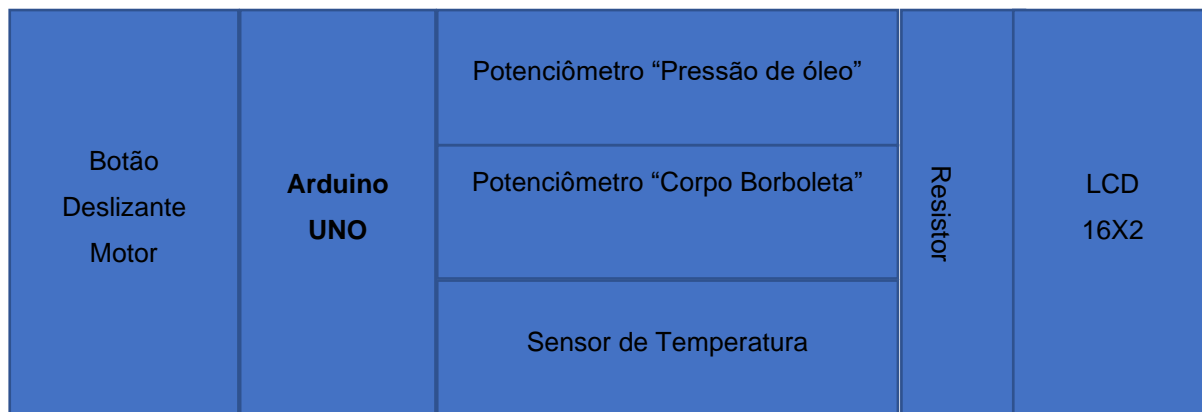 Botão
Deslizante
Motor
Arduino
UNO
Potenciômetro “Pressão de óleo”
Potenciômetro “Corpo Borboleta”
Sensor de Temperatura
Resistor
LCD
16X2